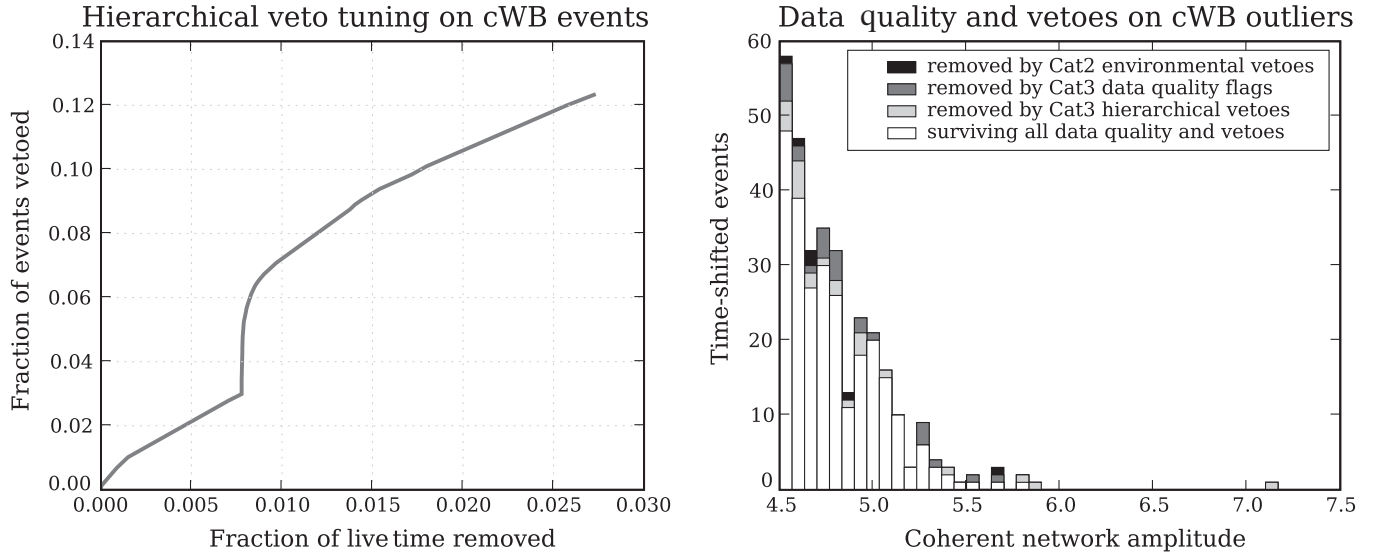 Hierarchical veto tuning on cWB events
0.14
0.12
0.10
0.08
0.06
0.04
0.02
0.00
Fraction of events vetoed
0.000 0.005 0.010 0.015 0.020 0.025 0.030
Fraction of live time removed
Data quality and vetoes on cWB outliers
60
50
40
30
20
10
0
Time-shifted events
removed by Cat2 environmental vetoes
removed by Cat3 data quality flags
removed by Cat3 hierarchical vetoes
surviving all data quality and vetoes
4.5 5.0 5.5 6.0 6.5 7.0 7.5
Coherent network amplitude